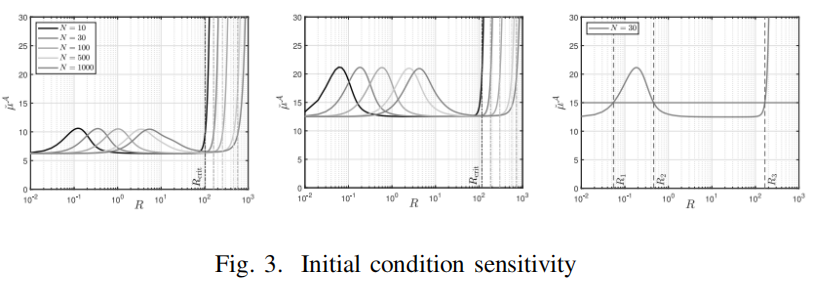 30
25
20
15
10
5
0
μ̂^A
N = 10
N = 30
N = 100
N = 500
N = 1000
R_crit
10^-2
10^-1
10^0
10^1
10^2
10^3
R
30
25
20
15
10
5
0
μ̂^A
R_crit
10^-2
10^-1
10^0
10^1
10^2
10^3
R
30
25
20
15
10
5
0
μ̂^A
N = 30
R_1
R_2
R_3
10^-2
10^-1
10^0
10^1
10^2
10^3
R
Fig. 3. Initial condition sensitivity